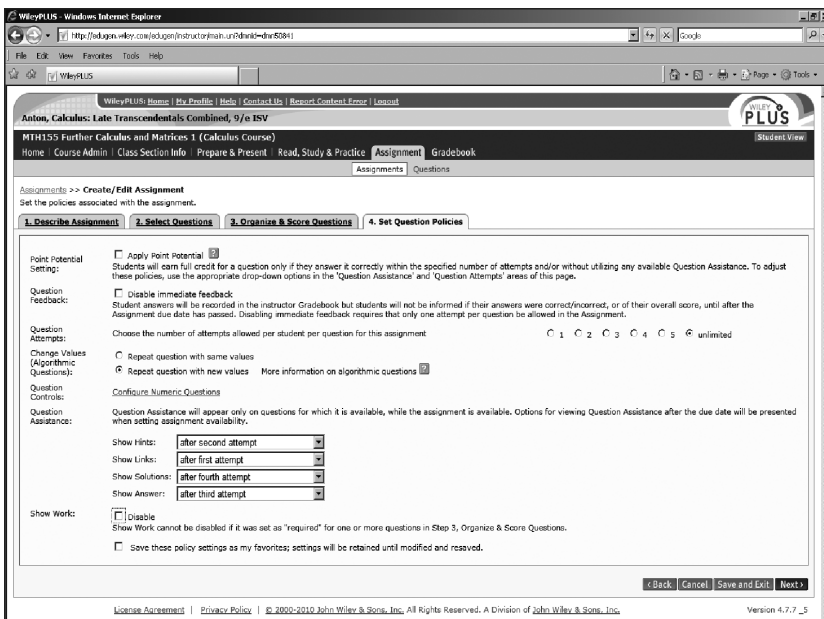 WileyPLUS - Windows Internet Explorer
http://edugen.wiley.com/edugen/instructor/main.uni?dmnid=dmn50841
Google
File Edit View Favorites Tools Help
WileyPLUS
Page Tools
WileyPLUS: Home | My Profile | Help | Contact Us | Report Content Error | Logout
WILEY PLUS
Anton, Calculus: Late Transcendentals Combined, 9/e ISV
MTH155 Further Calculus and Matrices 1 (Calculus Course)
Student View
Home | Course Admin | Class Section Info | Prepare & Present | Read, Study & Practice Assignment Gradebook
Assignments Questions
Assignments >> Create/Edit Assignment
Set the policies associated with the assignment.
1. Describe Assignment 2. Select Questions 3. Organize & Score Questions 4. Set Question Policies
Point Potential Setting:
Apply Point Potential ?
Students will earn full credit for a question only if they answer it correctly within the specified number of attempts and/or without utilizing any available Question Assistance. To adjust
these policies, use the appropriate drop-down options in the 'Question Assistance' and 'Question Attempts' areas of this page.
Question Feedback:
Disable immediate feedback
Student answers will be recorded in the instructor Gradebook but students will not be informed if their answers were correct/incorrect, or of their overall score, until after the
Assignment due date has passed. Disabling immediate feedback requires that only one attempt per question be allowed in the Assignment.
Question Attempts:
Choose the number of attempts allowed per student per question for this assignment 1 2 3 4 5 unlimited
Change Values (Algorithmic Questions):
Repeat question with same values
Repeat question with new values More information on algorithmic questions ?
Question Controls:
Configure Numeric Questions
Question Assistance:
Question Assistance will appear only on questions for which it is available, while the assignment is available. Options for viewing Question Assistance after the due date will be presented
when setting assignment availability.
Show Hints: after second attempt
Show Links: after first attempt
Show Solutions: after fourth attempt
Show Answer: after third attempt
Show Work:
Disable
Show Work cannot be disabled if it was set as "required" for one or more questions in Step 3, Organize & Score Questions.
Save these policy settings as my favorites; settings will be retained until modified and resaved.
‹Back Cancel Save and Exit Next›
License Agreement | Privacy Policy | © 2000-2010 John Wiley & Sons, Inc. All Rights Reserved. A Division of John Wiley & Sons, Inc. Version 4.7.7 _5